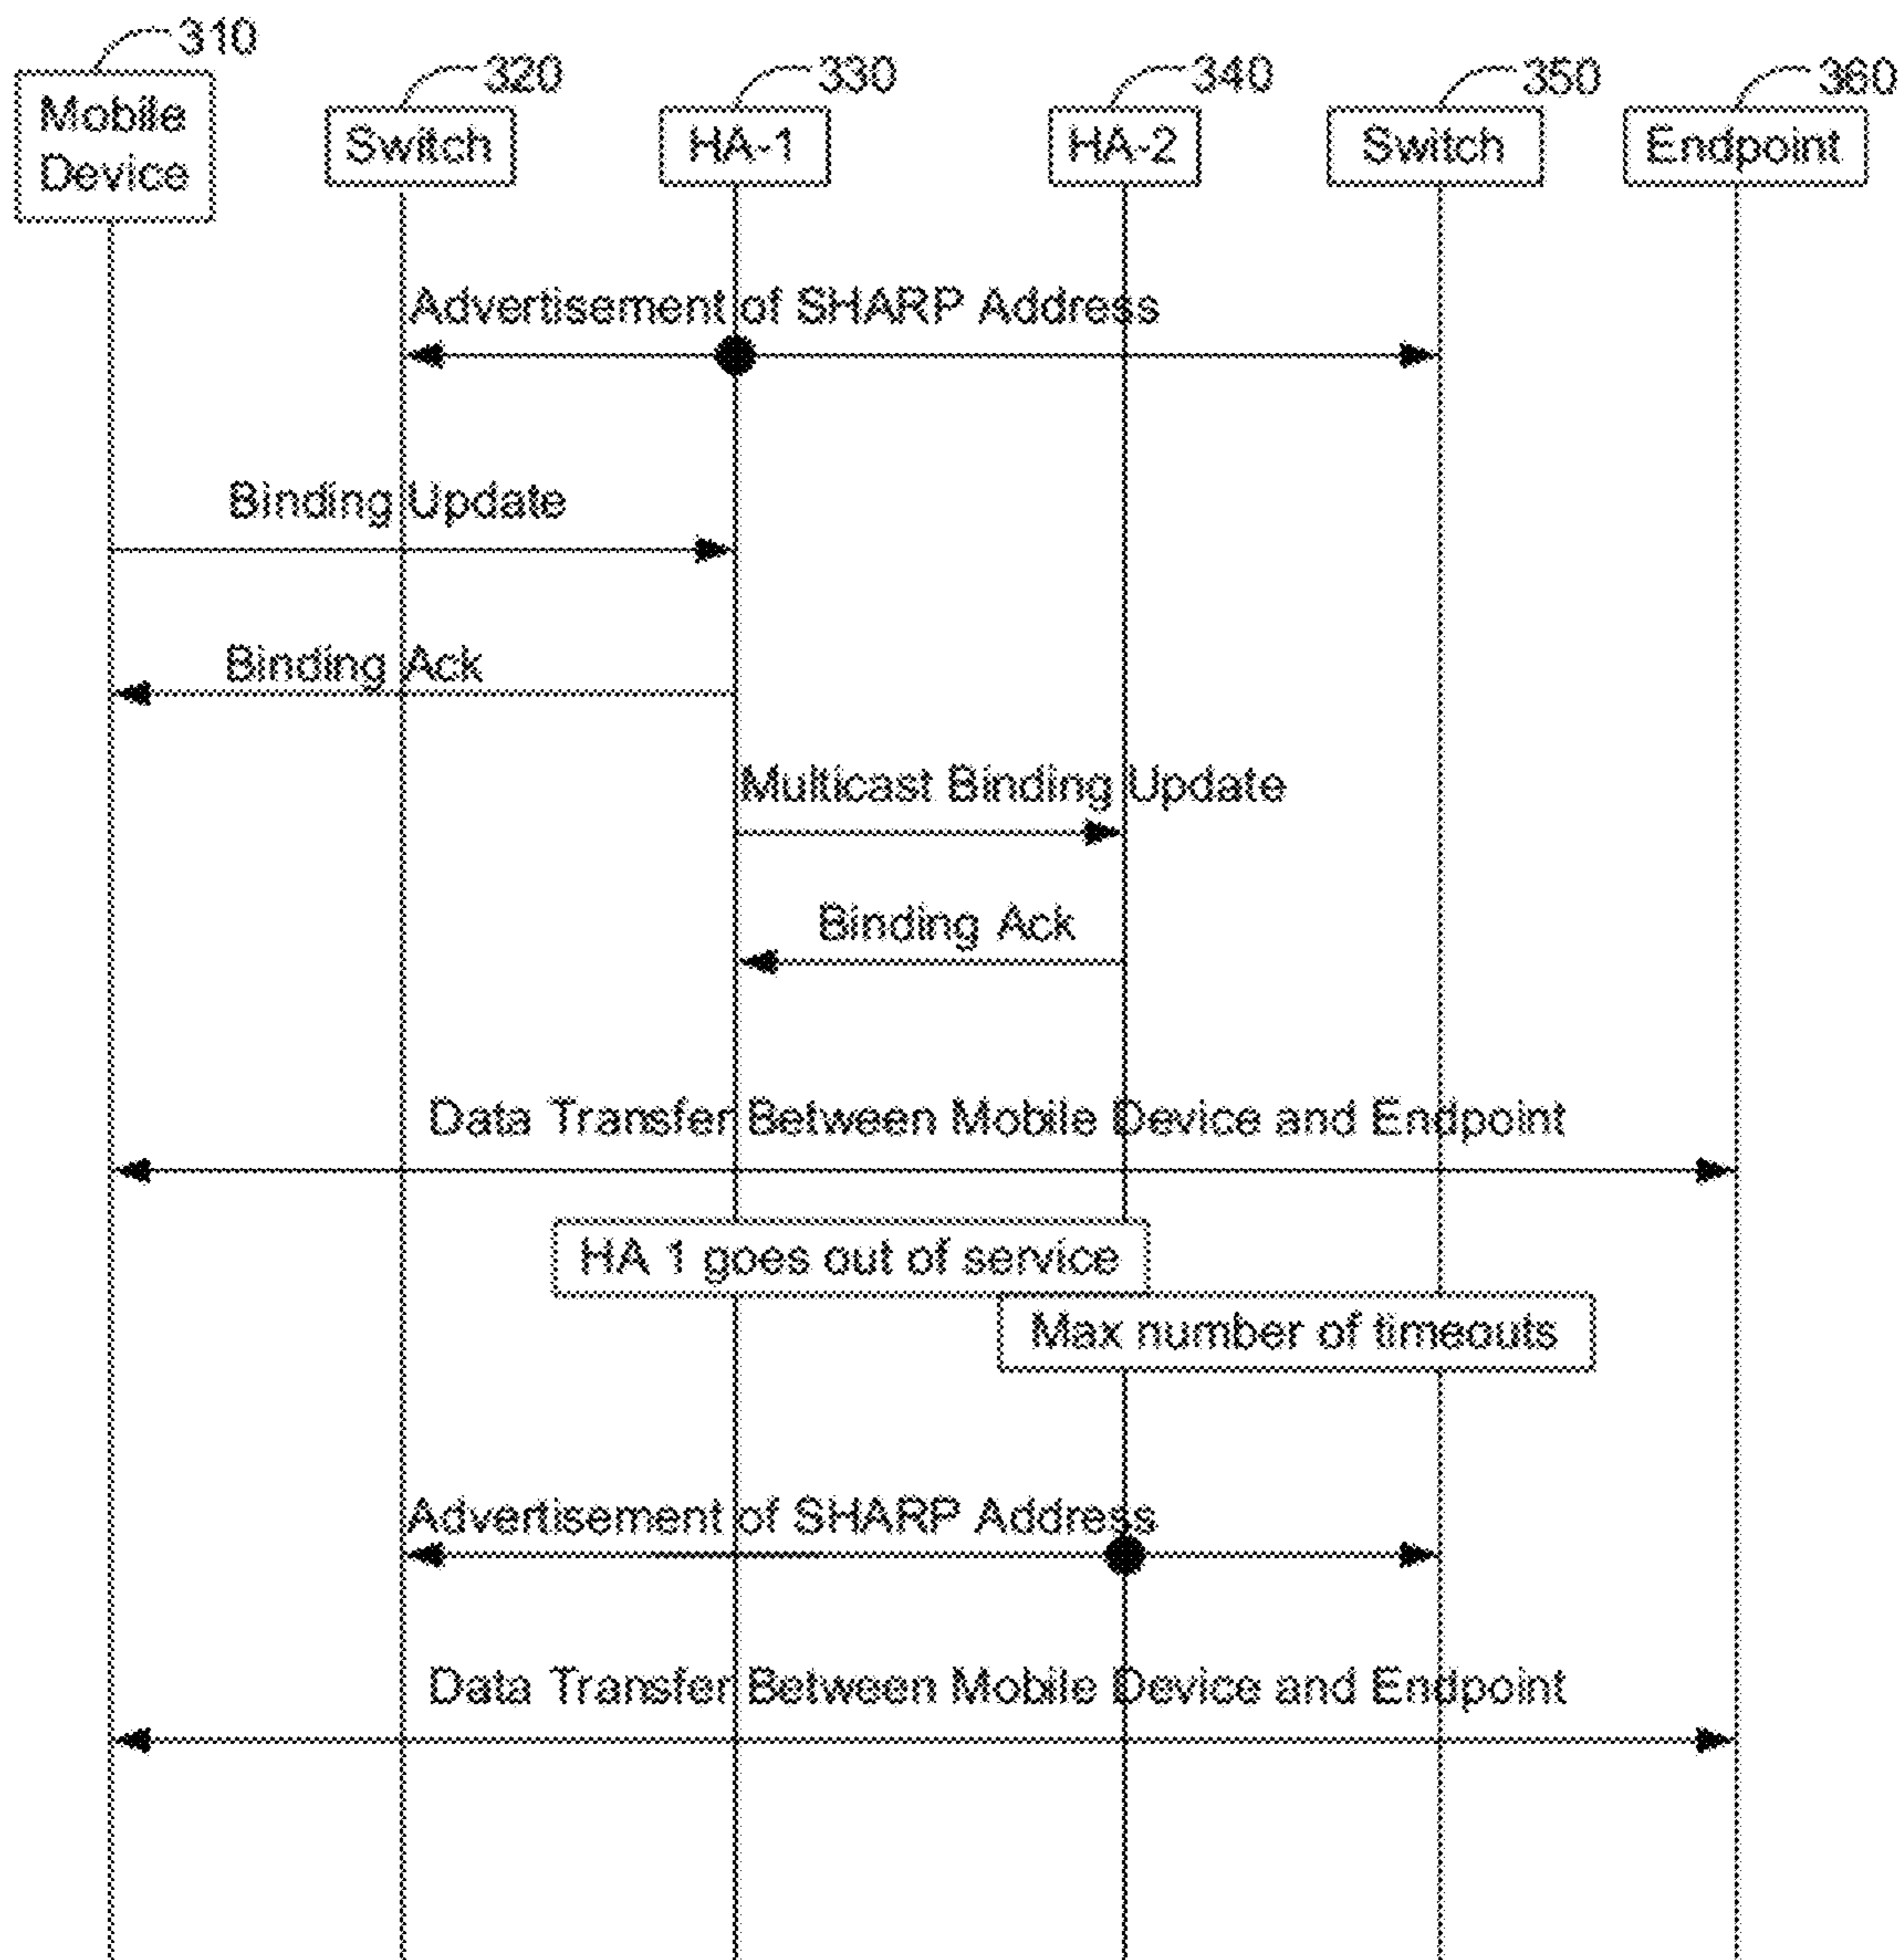 310
320
330
340
350
360
Mobile
Device
Switch
HA-1
HA-2
Switch
Endpoint
Advertisement of SHARP Address
Binding Update
Binding Ack
Multicast Binding Update
Binding Ack
Data Transfer Between Mobile Device and Endpoint
HA 1 goes out of service
Max number of timeouts
Advertisement of SHARP Address
Data Transfer Between Mobile Device and Endpoint